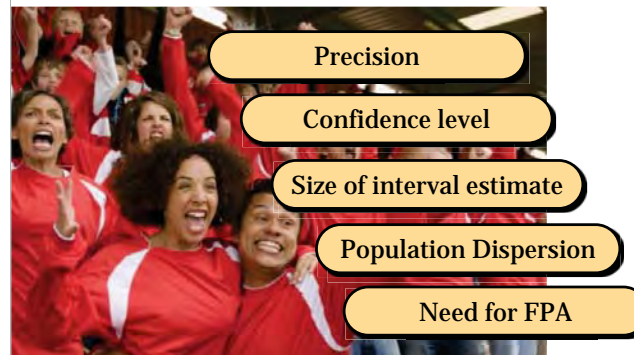 Precision
Confidence level
Size of interval estimate
Population Dispersion
Need for FPA